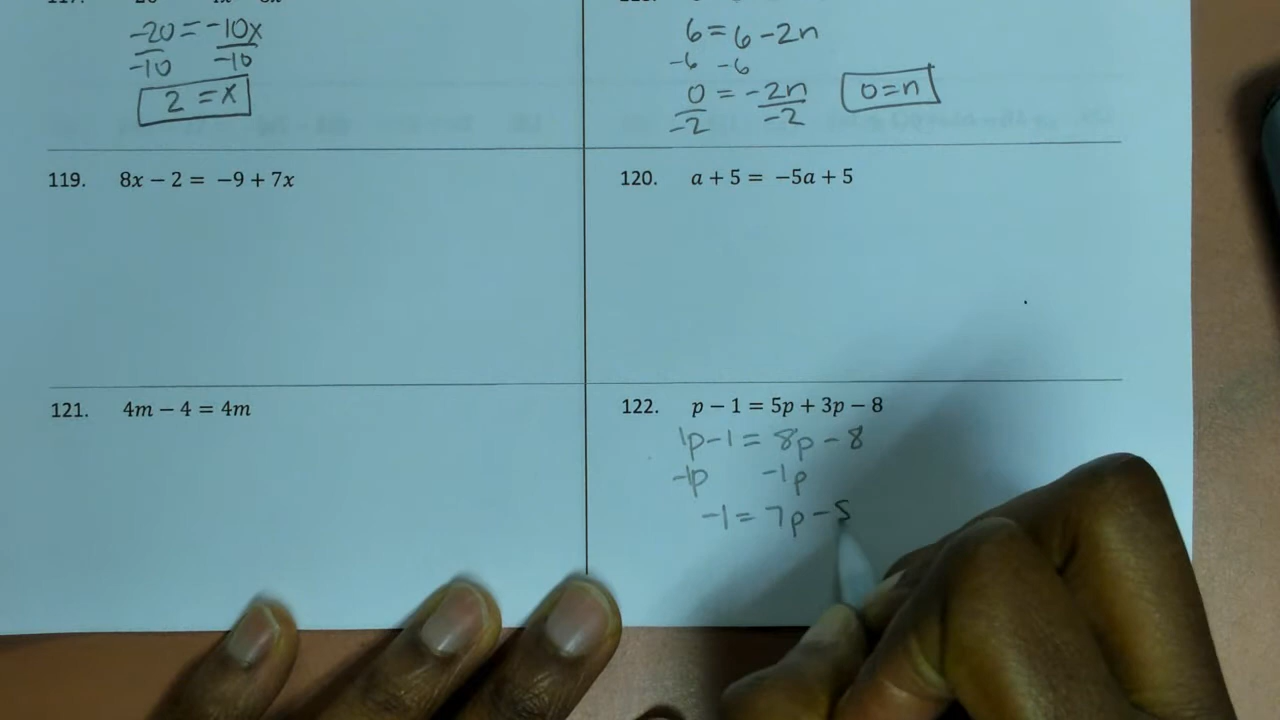 -20 = -10x
-10 -10
2 = x
6 = 6 - 2n
-6 -6
0 = -2n
-2 -2
0 = n
119. 8x − 2 = −9 + 7x
120. a + 5 = −5a + 5
121. 4m − 4 = 4m
122. p − 1 = 5p + 3p − 8
1p - 1 = 8p - 8
-1p -1p
-1 = 7p -